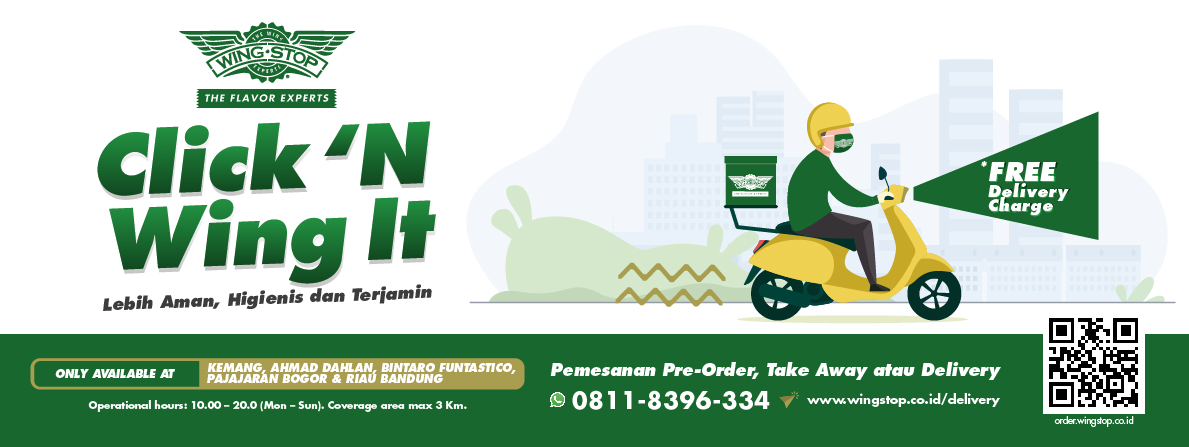 THE WING
WING·STOP
EXPERTS
THE FLAVOR EXPERTS
Click 'N
Wing It
Lebih Aman, Higienis dan Terjamin
*FREE
Delivery
Charge
ONLY AVAILABLE AT
KEMANG, AHMAD DAHLAN, BINTARO FUNTASTICO,
PAJAJARAN BOGOR & RIAU BANDUNG
Operational hours: 10.00 – 20.0 (Mon – Sun). Coverage area max 3 Km.
Pemesanan Pre-Order, Take Away atau Delivery
0811-8396-334
www.wingstop.co.id/delivery
order.wingstop.co.id